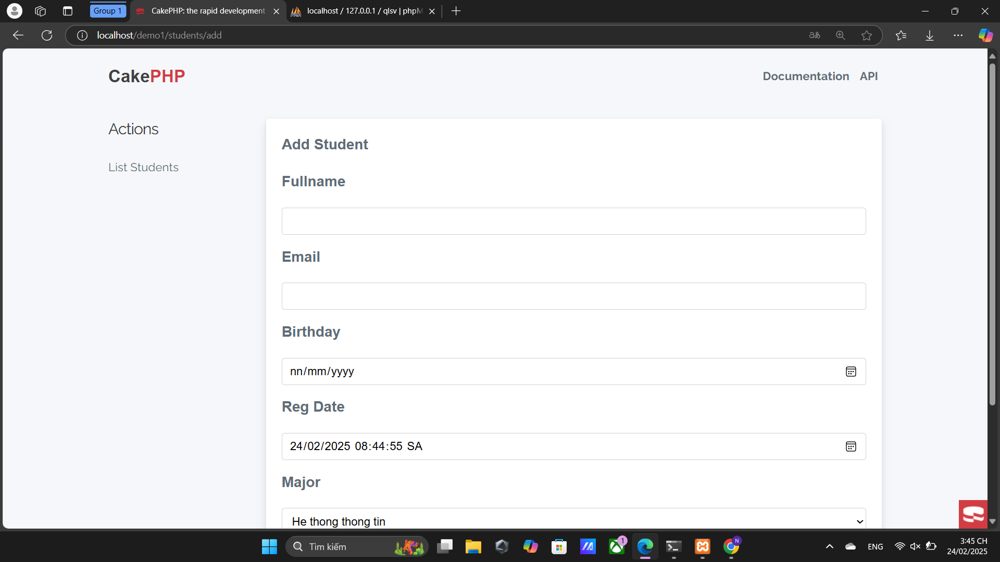 Group 1
CakePHP: the rapid development
localhost / 127.0.0.1 / qlsv | phpM
localhost/demo1/students/add
CakePHP
Documentation API
Actions
List Students
Add Student
Fullname
Email
Birthday
nn/mm/yyyy
Reg Date
24/02/2025 08:44:55 SA
Major
He thong thong tin
Tìm kiếm
1
N
ENG
3:45 CH
24/02/2025